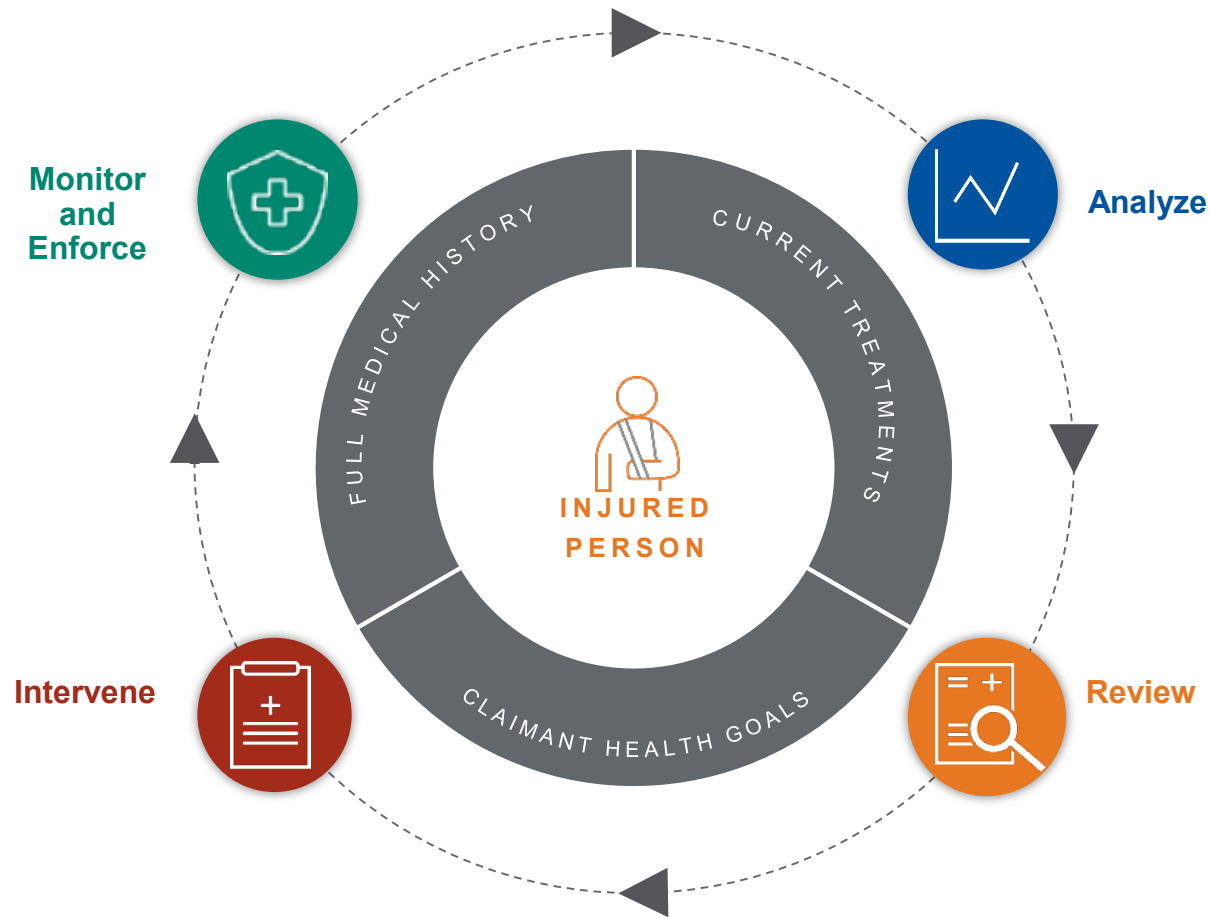 Monitor
and
Enforce
Analyze
FULL MEDICAL HISTORY
CURRENT TREATMENTS
INJURED
PERSON
CLAIMANT HEALTH GOALS
Intervene
Review